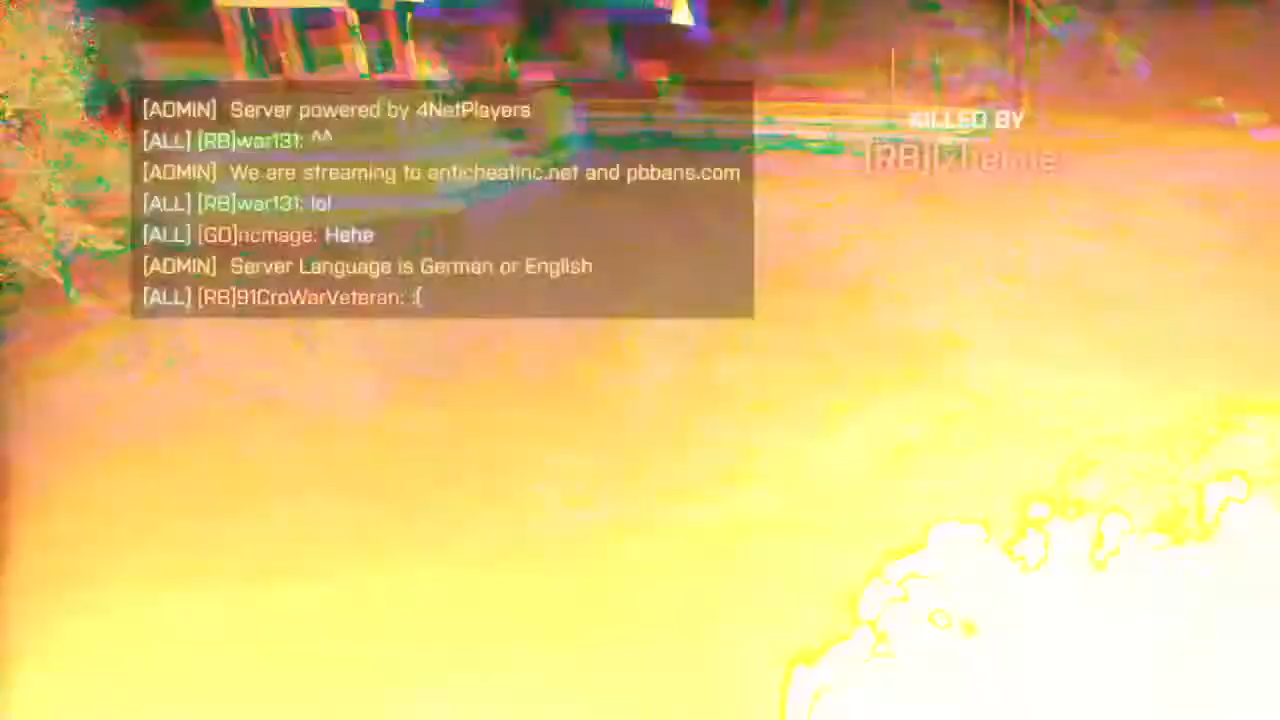 [ADMIN] Server powered by 4NetPlayers
[ALL] [RB]war131: ^^
[ADMIN] We are streaming to anticheatinc.net and pbbans.com
[ALL] [RB]war131: lol
[ALL] [GD]ncmage: Hehe
[ADMIN] Server Language is German or English
[ALL] [RB]91CroWarVeteran: :(
KILLED BY